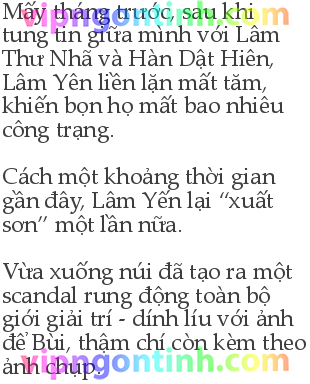 vipngontinh.com
Mấy tháng trước, sau khi
tung tin giữa mình với Lâm
Thư Nhã và Hàn Dật Hiên,
Lâm Yên liền lặn mất tăm,
khiến bọn họ mất bao nhiêu
công trạng.
Cách một khoảng thời gian
gần đây, Lâm Yến lại “xuất
sơn” một lần nữa.
Vừa xuống núi đã tạo ra một
scandal rung động toàn bộ
giới giải trí - dính líu với ảnh
đế Bùi, thậm chí còn kèm theo
ảnh chụp.
vipngontinh.com